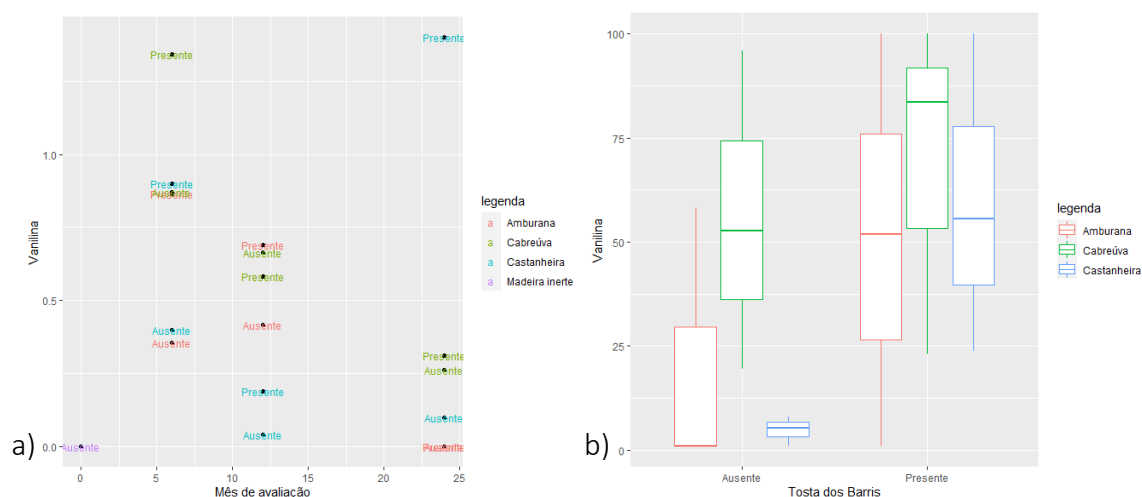 a)
Vanilina
1.0
0.5
0.0
Presente
Presente
Presente
Ausente
Presente
Ausente
Ausente
Presente
Ausente
Presente
Ausente
Presente
Ausente
Presente
Ausente
Ausente
Ausente
Ausente
Presente
0 5 10 15 20 25
Mês de avaliação
legenda
a Amburana
a Cabreúva
a Castanheira
a Madeira inerte
b)
Vanilina
100
75
50
25
0
Ausente Presente
Tosta dos Barris
legenda
Amburana
Cabreúva
Castanheira